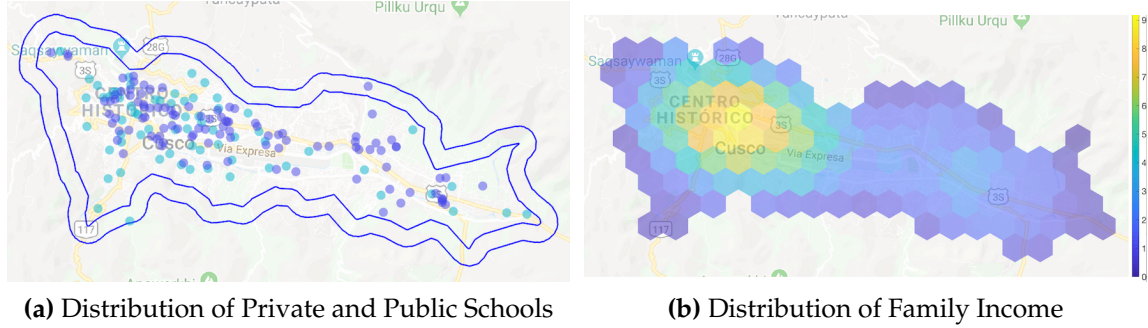 Pillku Urqu
Saqsaywaman
28G
3S
CENTRO
HISTÓRICO
3S
Cusco
Via Expresa
3S
117
(a) Distribution of Private and Public Schools
Pillku Urqu
28G
Saqsaywaman
3S
CENTRO
HISTÓRICO
3S
Cusco
Via Expresa
3S
117
9
8
7
6
5
4
3
2
1
0
(b) Distribution of Family Income